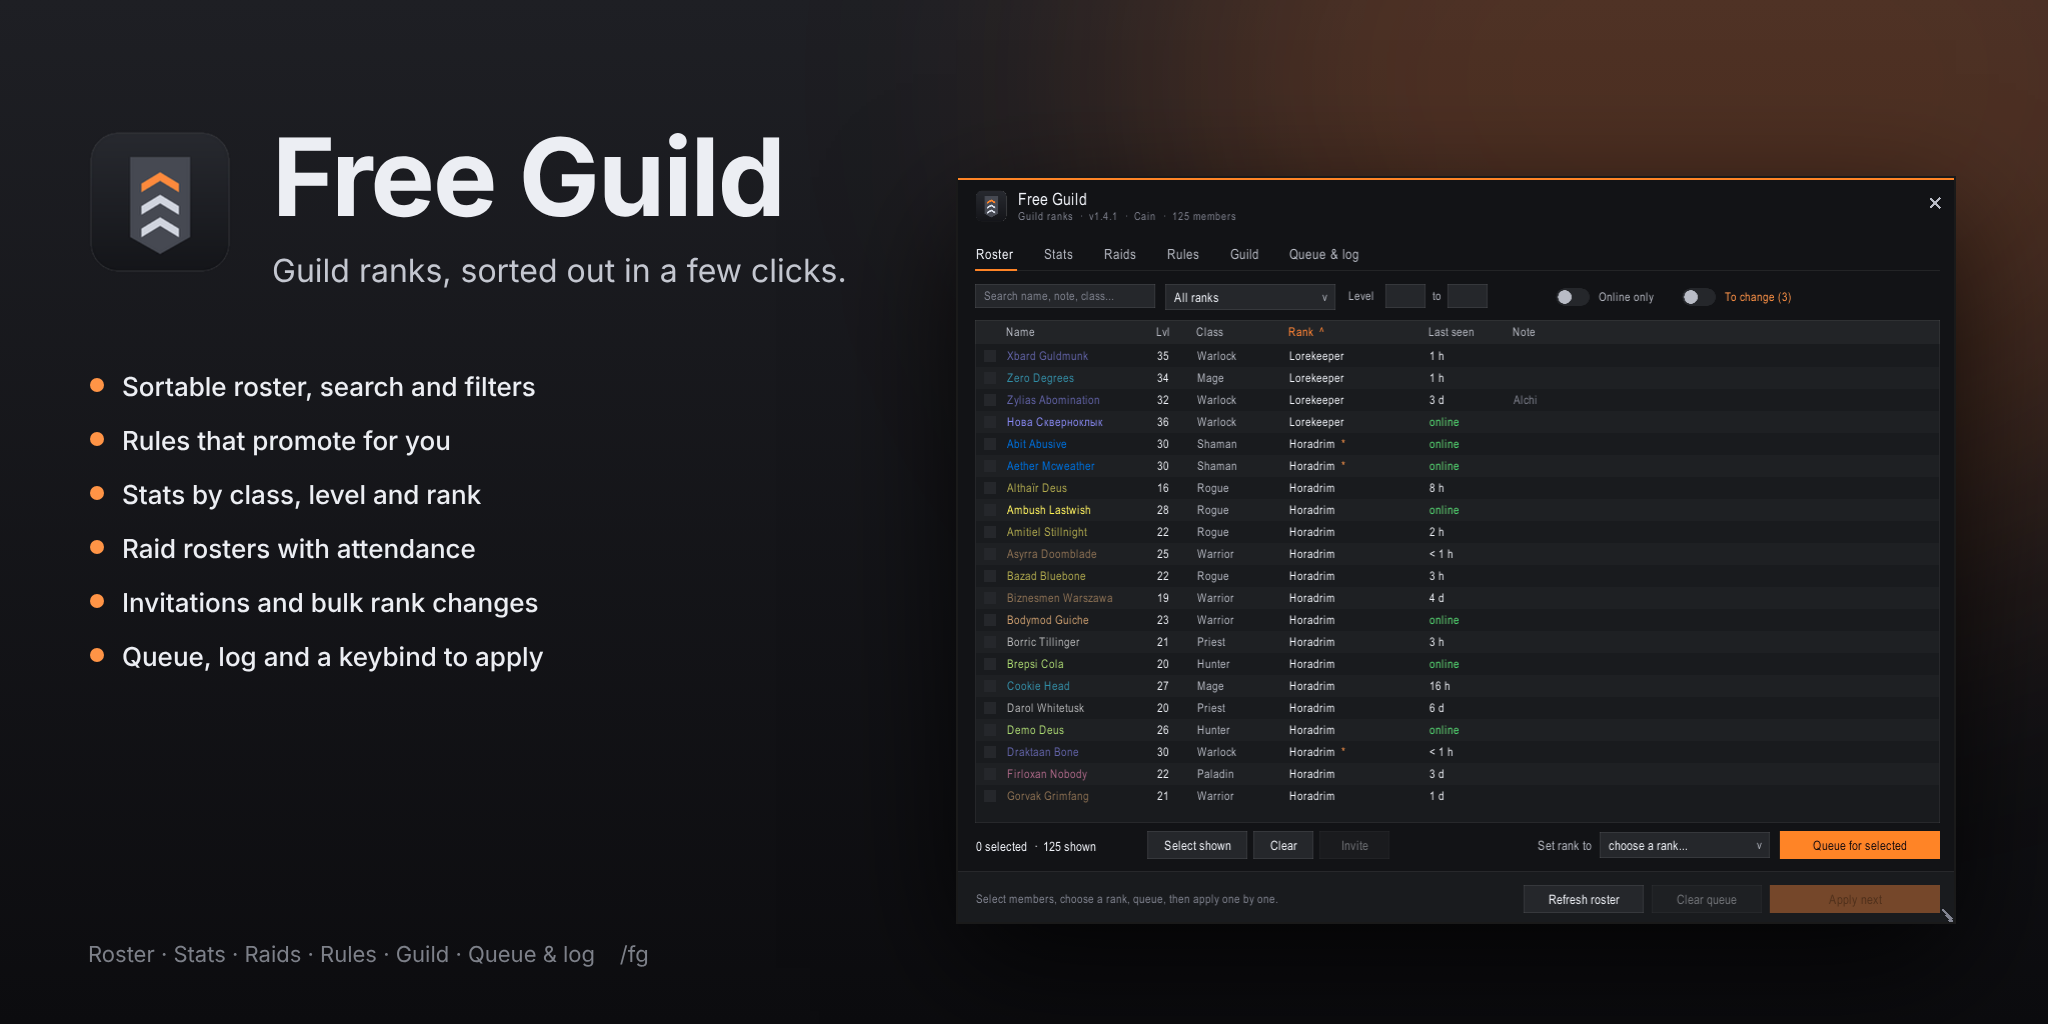 Free Guild
Guild ranks, sorted out in a few clicks.
Sortable roster, search and filters
Rules that promote for you
Stats by class, level and rank
Raid rosters with attendance
Invitations and bulk rank changes
Queue, log and a keybind to apply
Roster · Stats · Raids · Rules · Guild · Queue & log /fg
Free Guild
Guild ranks · v1.4.1 · Cain · 125 members
Roster Stats Raids Rules Guild Queue & log
Search name, note, class... All ranks Level to Online only To change (3)
Name Lvl Class Rank ^ Last seen Note
Xbard Guldmunk 35 Warlock Lorekeeper 1 h
Zero Degrees 34 Mage Lorekeeper 1 h
Zylias Abomination 32 Warlock Lorekeeper 3 d Alchi
Нова Скверноклык 36 Warlock Lorekeeper online
Abit Abusive 30 Shaman Horadrim * online
Aether Mcweather 30 Shaman Horadrim * online
Althaïr Deus 16 Rogue Horadrim 8 h
Ambush Lastwish 28 Rogue Horadrim online
Amitiel Stillnight 22 Rogue Horadrim 2 h
Asyrra Doomblade 25 Warrior Horadrim < 1 h
Bazad Bluebone 22 Rogue Horadrim 3 h
Biznesmen Warszawa 19 Warrior Horadrim 4 d
Bodymod Guiche 23 Warrior Horadrim online
Borric Tillinger 21 Priest Horadrim 3 h
Brepsi Cola 20 Hunter Horadrim online
Cookie Head 27 Mage Horadrim 16 h
Darol Whitetusk 20 Priest Horadrim 6 d
Demo Deus 26 Hunter Horadrim online
Draktaan Bone 30 Warlock Horadrim * < 1 h
Firloxan Nobody 22 Paladin Horadrim 3 d
Gorvak Grimfang 21 Warrior Horadrim 1 d
0 selected · 125 shown Select shown Clear Invite Set rank to choose a rank... Queue for selected
Select members, choose a rank, queue, then apply one by one. Refresh roster Clear queue Apply next